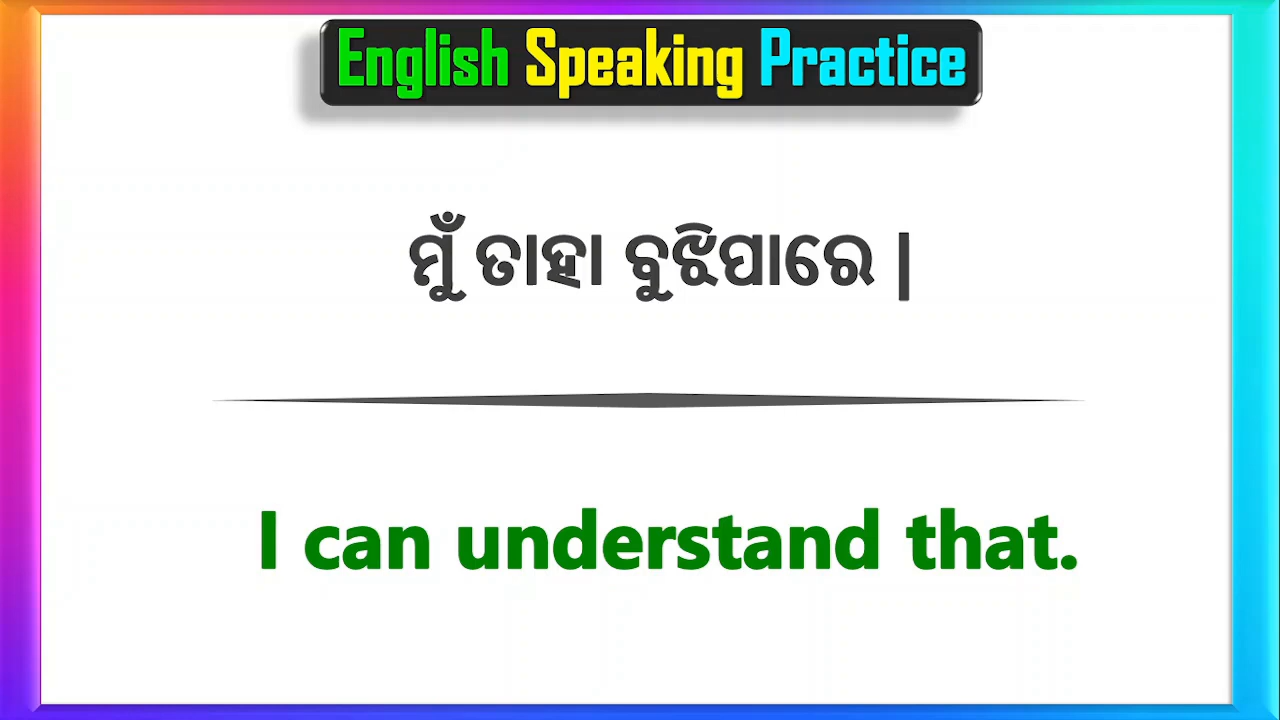 English Speaking Practice
ମୁଁ ତାହା ବୁଝିପାରେ |
I can understand that.